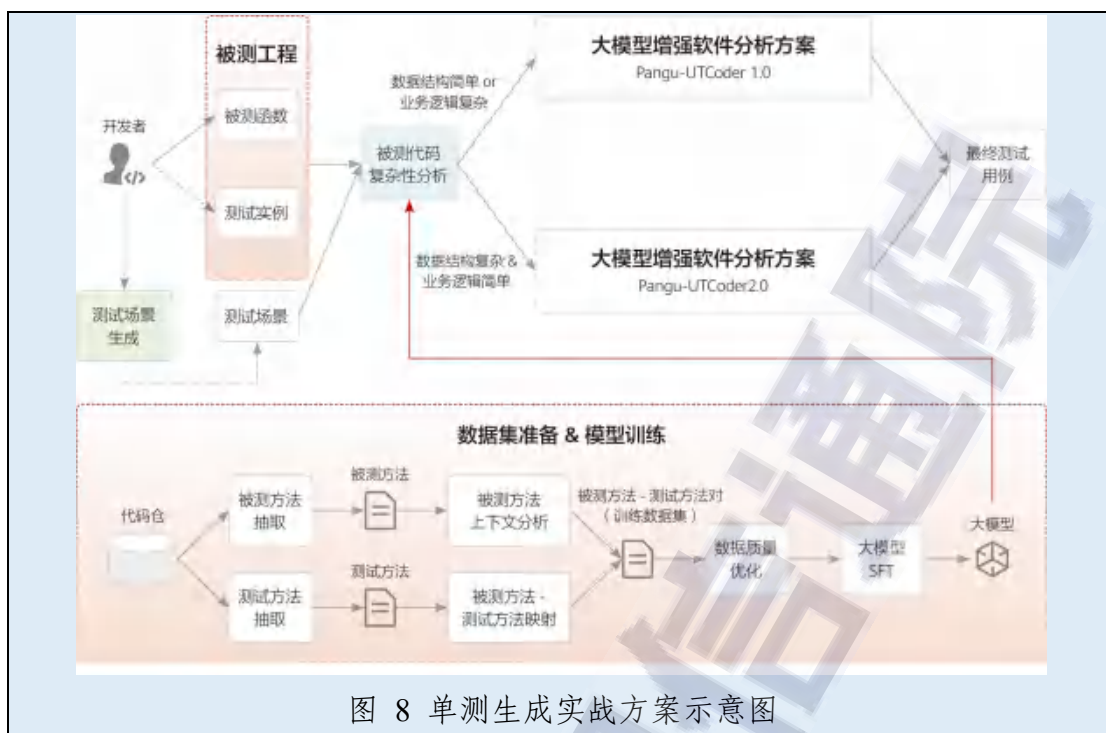 被测工程
大模型增强软件分析方案
Pangu-UTCoder 1.0
数据结构简单 or
业务逻辑复杂
开发者
被测函数
被测代码
复杂性分析
最终测试
用例
测试实例
数据结构复杂 &
业务逻辑简单
大模型增强软件分析方案
Pangu-UTCoder2.0
测试场景
生成
测试场景
数据集准备 & 模型训练
代码仓
被测方法
抽取
被测方法
被测方法
上下文分析
被测方法 - 测试方法对
（训练数据集）
数据质量
优化
大模型
SFT
大模型
测试方法
抽取
测试方法
被测方法 -
测试方法映射
图 8 单测生成实战方案示意图
信通院